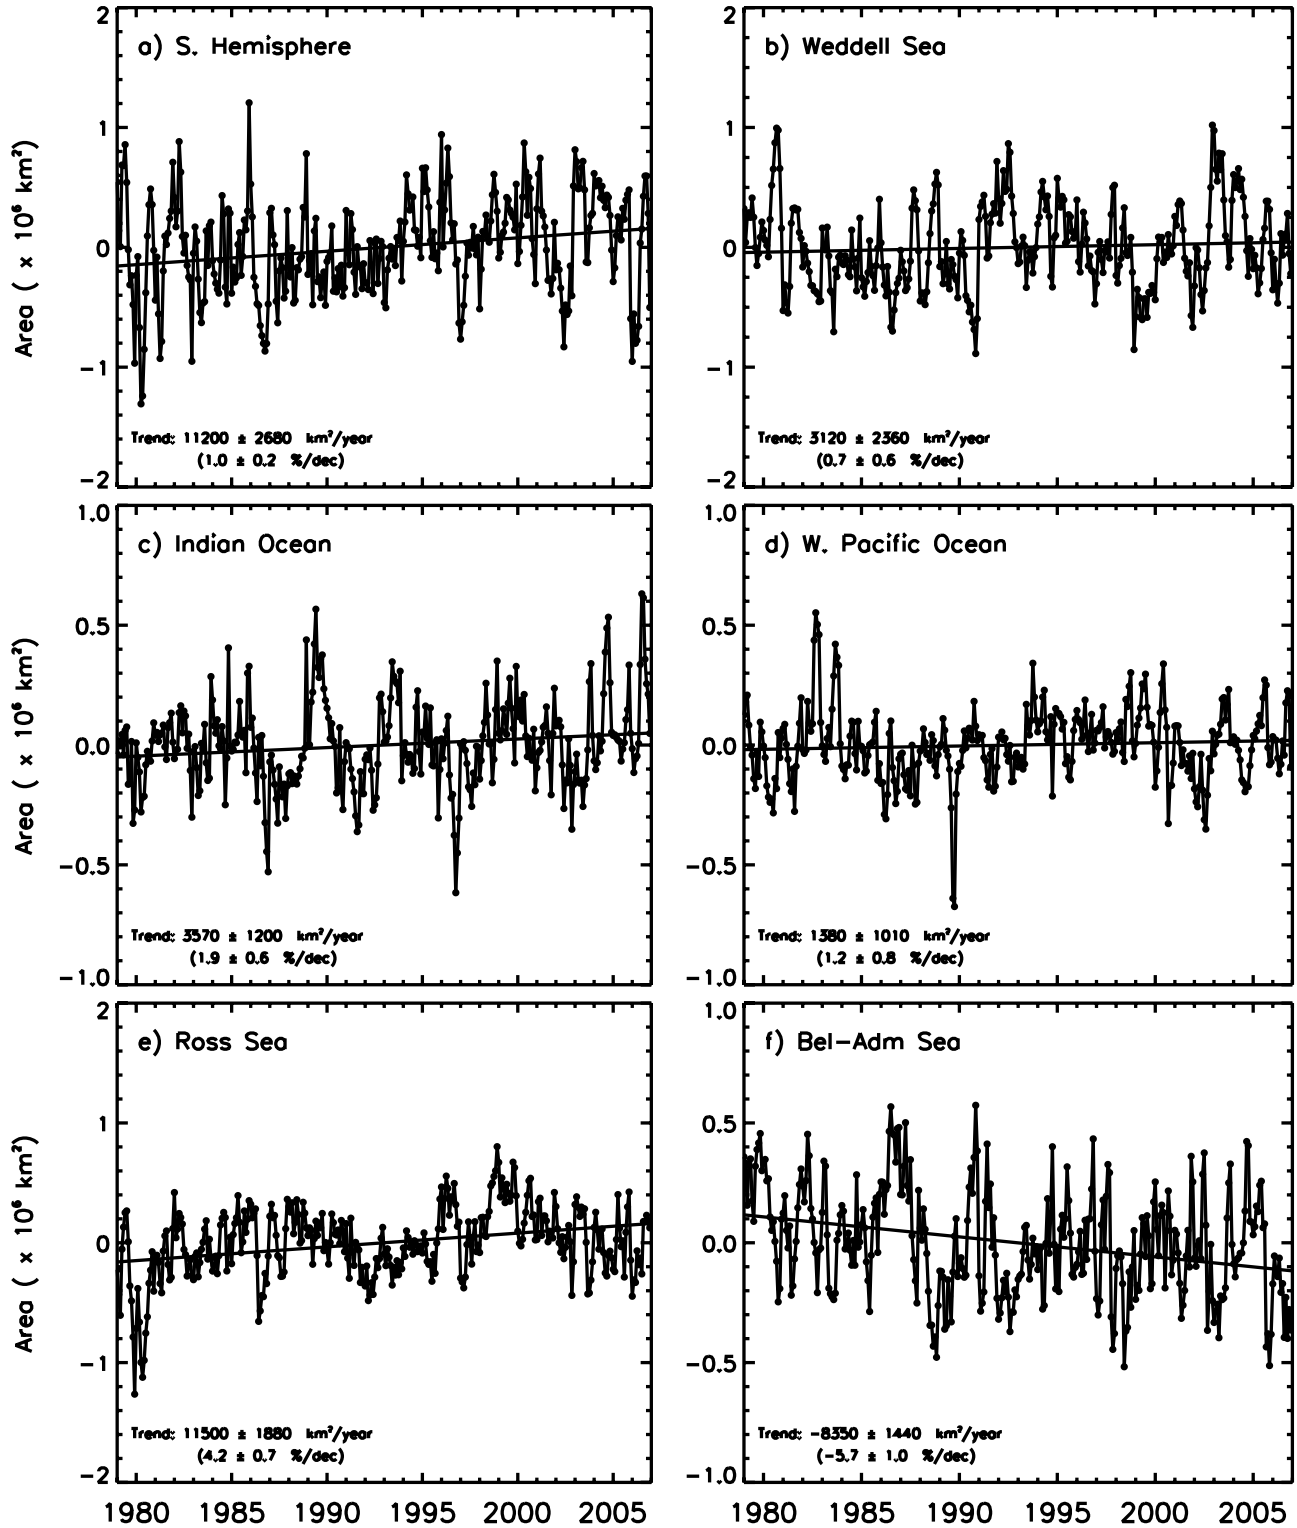 a) S. Hemisphere
2
1
0
−1
−2
Area ( × 10⁶ km²)
Trend: 11200 ± 2680 km²/year
(1.0 ± 0.2 %/dec)
b) Weddell Sea
2
1
0
−1
−2
Trend: 3120 ± 2360 km²/year
(0.7 ± 0.6 %/dec)
c) Indian Ocean
1.0
0.5
0.0
−0.5
−1.0
Area ( × 10⁶ km²)
Trend: 3570 ± 1200 km²/year
(1.9 ± 0.6 %/dec)
d) W. Pacific Ocean
1.0
0.5
0.0
−0.5
−1.0
Trend: 1380 ± 1010 km²/year
(1.2 ± 0.8 %/dec)
e) Ross Sea
2
1
0
−1
−2
Area ( × 10⁶ km²)
Trend: 11500 ± 1880 km²/year
(4.2 ± 0.7 %/dec)
1980 1985 1990 1995 2000 2005
f) Bel−Adm Sea
1.0
0.5
0.0
−0.5
−1.0
Trend: −8350 ± 1440 km²/year
(−5.7 ± 1.0 %/dec)
1980 1985 1990 1995 2000 2005